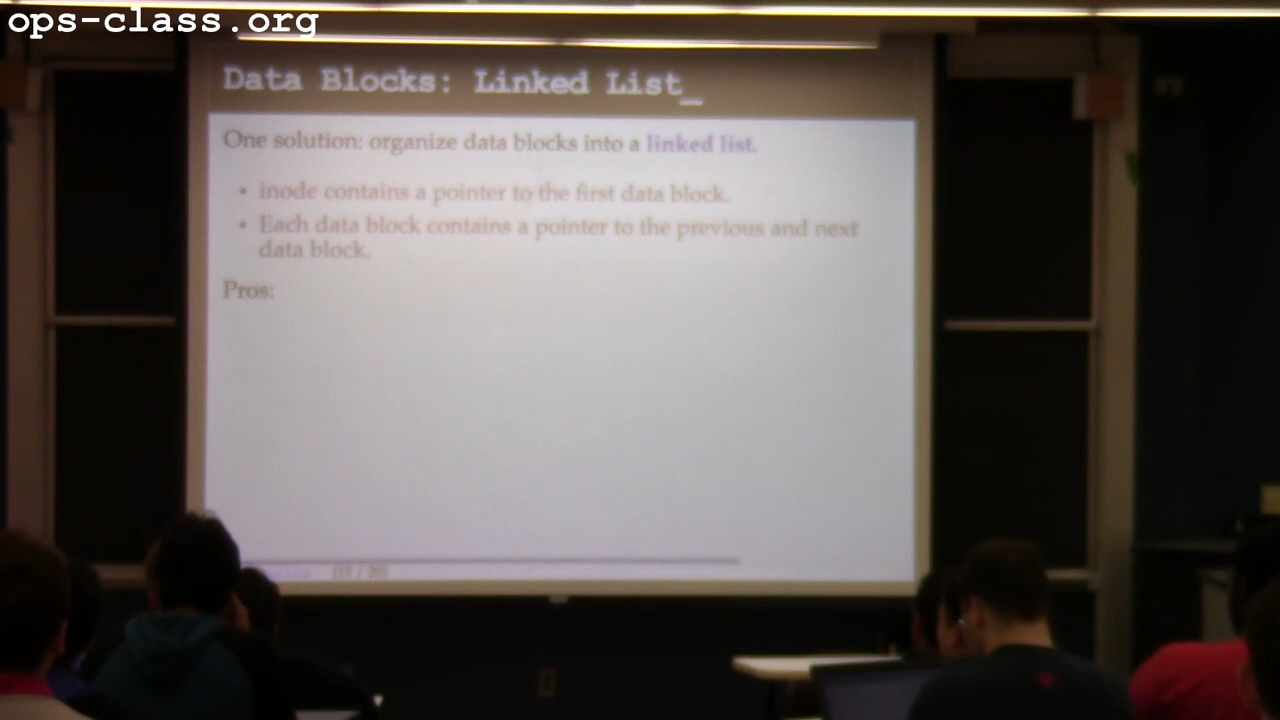 ops-class.org
Data Blocks: Linked List_
One solution: organize data blocks into a linked list.
• inode contains a pointer to the first data block.
• Each data block contains a pointer to the previous and next
data block.
Pros: